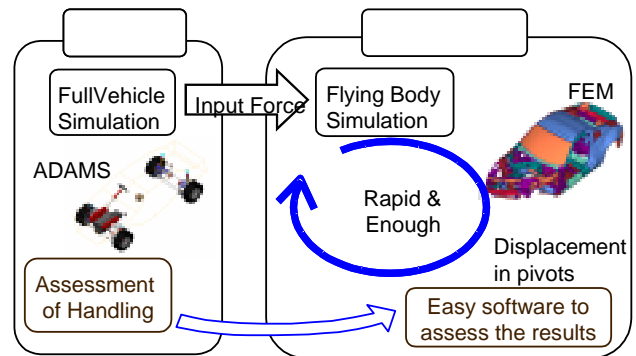 FullVehicle
Simulation
Input Force
Flying Body
Simulation
FEM
ADAMS
Rapid &
Enough
Displacement
in pivots
Assessment
of Handling
Easy software to
assess the results